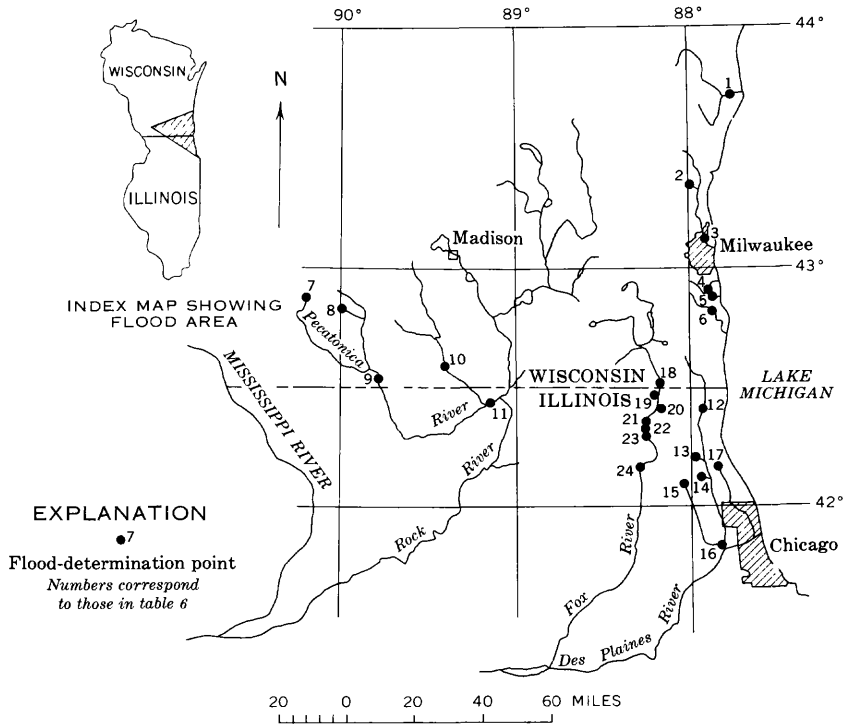 90°
89°
88°
44°
WISCONSIN
ILLINOIS
INDEX MAP SHOWING
FLOOD AREA
N
1
2
3
Milwaukee
Madison
43°
4
5
6
7
8
Pecatonica
9
10
River
11
MISSISSIPPI RIVER
WISCONSIN
ILLINOIS
LAKE
MICHIGAN
18
19
20
12
21
22
23
24
13
17
14
15
16
42°
River
Rock
Chicago
River
Fox
River
Des Plaines
EXPLANATION
7
Flood-determination point
Numbers correspond
to those in table 6
20 0 20 40 60 MILES